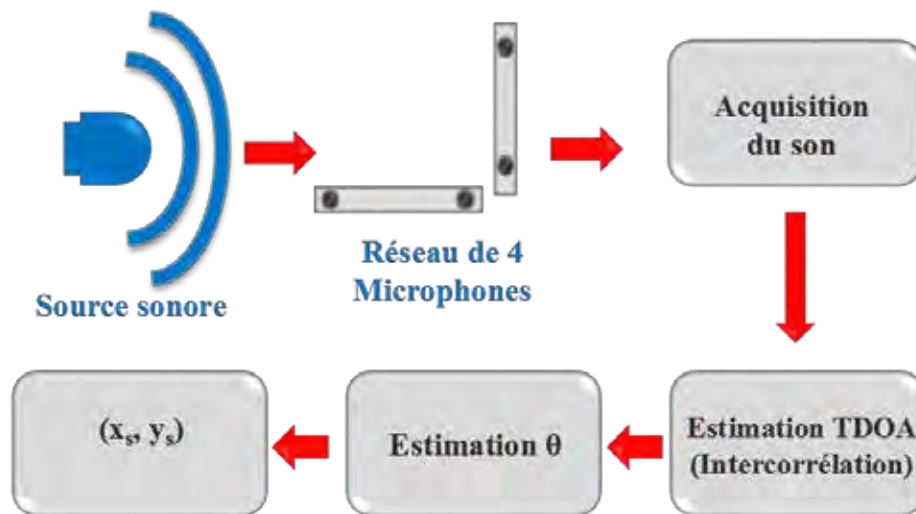 Source sonore
Réseau de 4
Microphones
Acquisition
du son
Estimation TDOA
(Intercorrélation)
Estimation θ
(xs, ys)